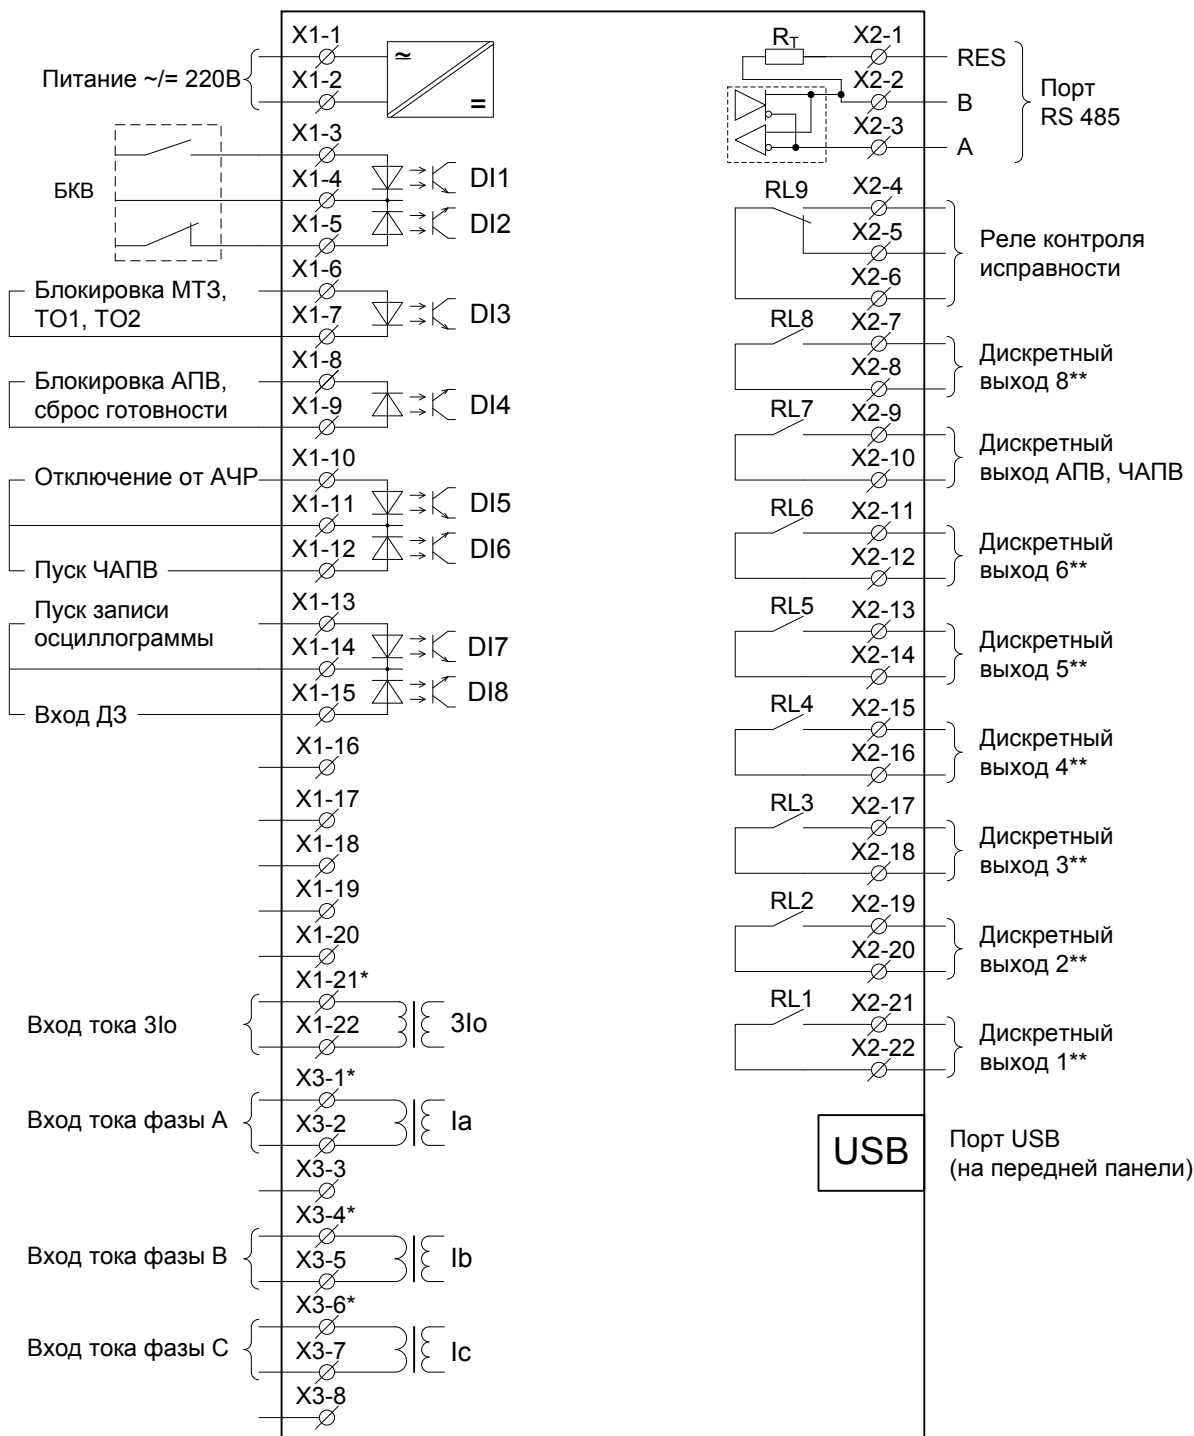 X1-1
Питание ~/= 220В
X1-2
≃
=
X1-3
БКВ
X1-4
DI1
X1-5
DI2
X1-6
Блокировка МТЗ,
ТО1, ТО2
X1-7
DI3
X1-8
Блокировка АПВ,
сброс готовности
X1-9
DI4
X1-10
Отключение от АЧР
X1-11
DI5
X1-12
DI6
Пуск ЧАПВ
X1-13
Пуск записи
осциллограммы
X1-14
DI7
X1-15
DI8
Вход ДЗ
X1-16
X1-17
X1-18
X1-19
X1-20
X1-21*
Вход тока 3Io
X1-22
3Io
X3-1*
Вход тока фазы А
X3-2
Ia
X3-3
X3-4*
Вход тока фазы В
X3-5
Ib
X3-6*
Вход тока фазы С
X3-7
Ic
X3-8
RT
X2-1
RES
X2-2
B
X2-3
A
Порт
RS 485
RL9
X2-4
X2-5
X2-6
Реле контроля
исправности
RL8
X2-7
X2-8
Дискретный
выход 8**
RL7
X2-9
X2-10
Дискретный
выход АПВ, ЧАПВ
RL6
X2-11
X2-12
Дискретный
выход 6**
RL5
X2-13
X2-14
Дискретный
выход 5**
RL4
X2-15
X2-16
Дискретный
выход 4**
RL3
X2-17
X2-18
Дискретный
выход 3**
RL2
X2-19
X2-20
Дискретный
выход 2**
RL1
X2-21
X2-22
Дискретный
выход 1**
USB
Порт USB
(на передней панели)